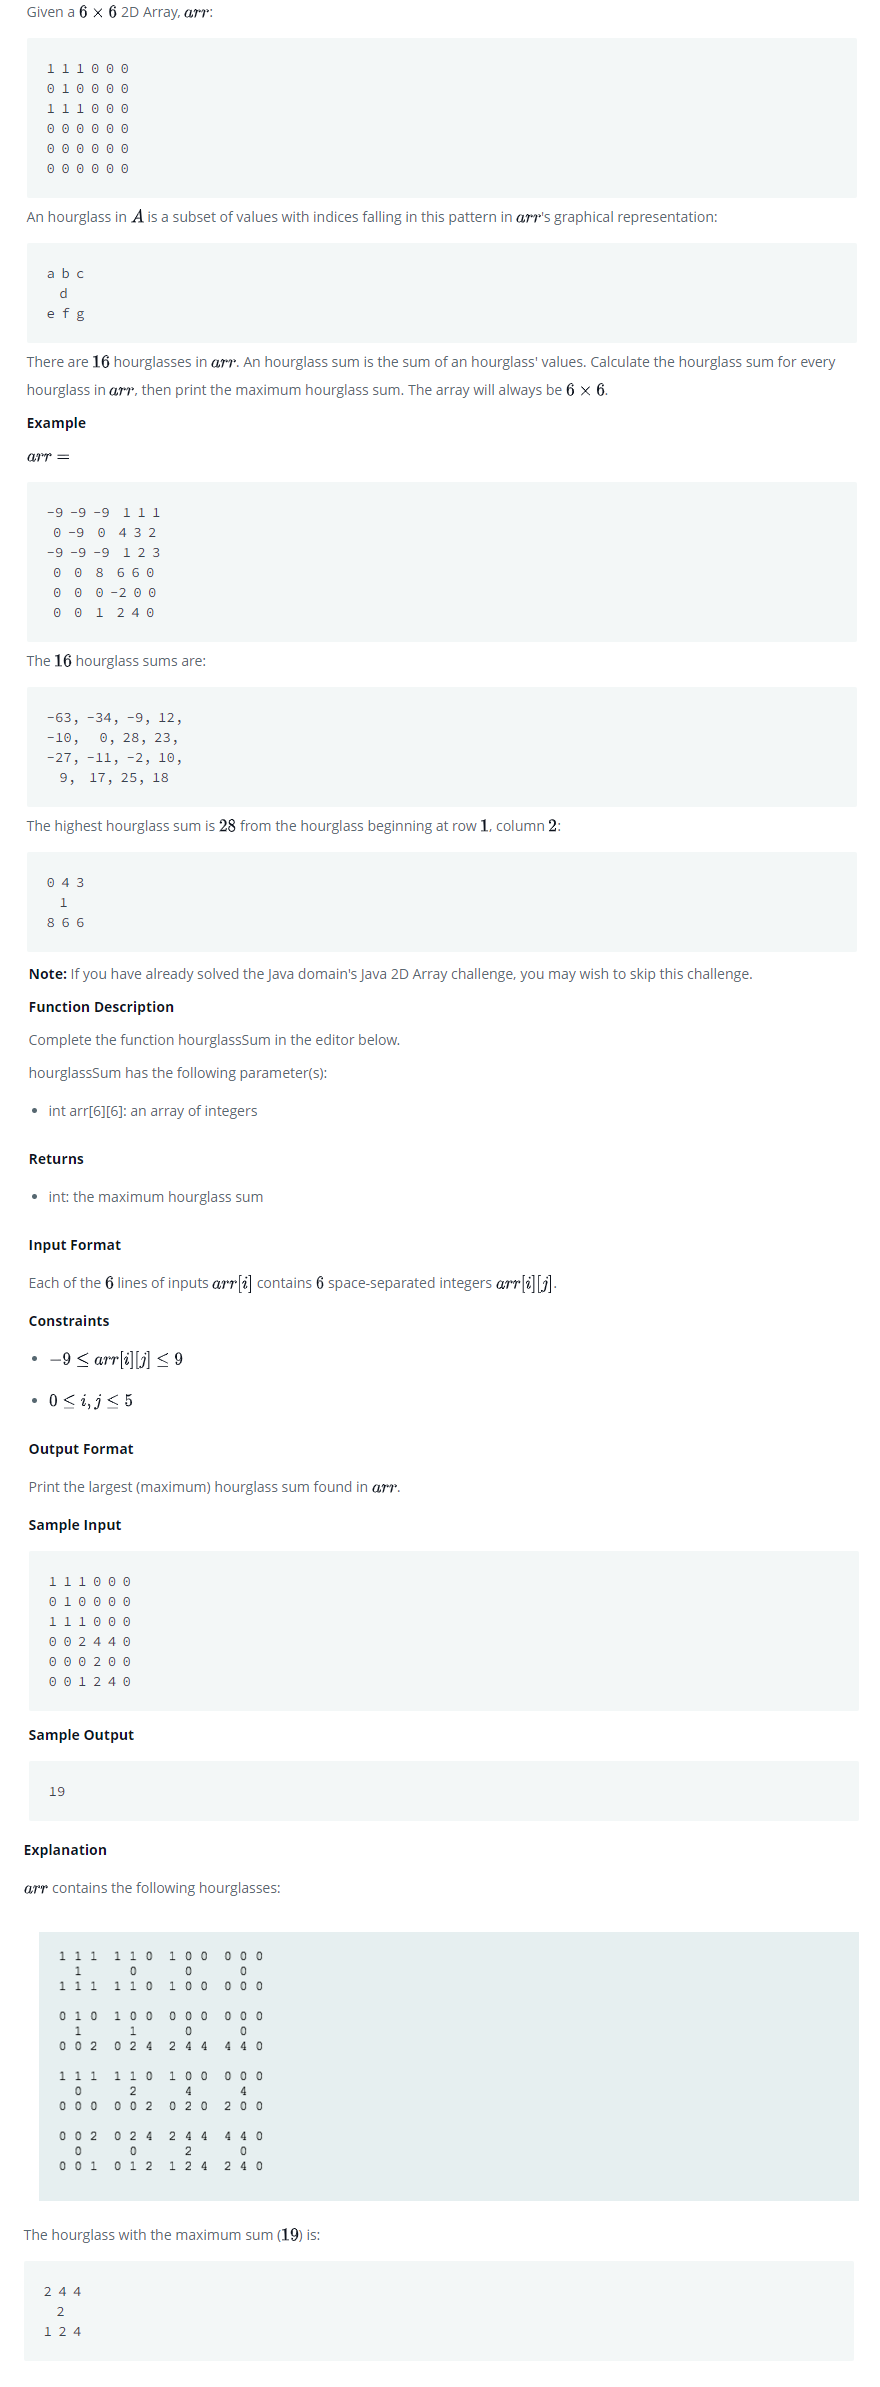 Given a 6 × 6 2D Array, arr:
1 1 1 0 0 0
0 1 0 0 0 0
1 1 1 0 0 0
0 0 0 0 0 0
0 0 0 0 0 0
0 0 0 0 0 0
An hourglass in A is a subset of values with indices falling in this pattern in arr's graphical representation:
a b c
  d
e f g
There are 16 hourglasses in arr. An hourglass sum is the sum of an hourglass' values. Calculate the hourglass sum for every
hourglass in arr, then print the maximum hourglass sum. The array will always be 6 × 6.
Example
arr =
-9 -9 -9  1 1 1
 0 -9  0  4 3 2
-9 -9 -9  1 2 3
 0  0  8  6 6 0
 0  0  0 -2 0 0
 0  0  1  2 4 0
The 16 hourglass sums are:
-63, -34, -9, 12,
-10,   0, 28, 23,
-27, -11, -2, 10,
  9,  17, 25, 18
The highest hourglass sum is 28 from the hourglass beginning at row 1, column 2:
0 4 3
  1
8 6 6
Note: If you have already solved the Java domain's Java 2D Array challenge, you may wish to skip this challenge.
Function Description
Complete the function hourglassSum in the editor below.
hourglassSum has the following parameter(s):
• int arr[6][6]: an array of integers
Returns
• int: the maximum hourglass sum
Input Format
Each of the 6 lines of inputs arr[i] contains 6 space-separated integers arr[i][j].
Constraints
• −9 ≤ arr[i][j] ≤ 9
• 0 ≤ i, j ≤ 5
Output Format
Print the largest (maximum) hourglass sum found in arr.
Sample Input
1 1 1 0 0 0
0 1 0 0 0 0
1 1 1 0 0 0
0 0 2 4 4 0
0 0 0 2 0 0
0 0 1 2 4 0
Sample Output
19
Explanation
arr contains the following hourglasses:
1 1 1  1 1 0  1 0 0  0 0 0
  1      0      0      0
1 1 1  1 1 0  1 0 0  0 0 0
0 1 0  1 0 0  0 0 0  0 0 0
  1      1      0      0
0 0 2  0 2 4  2 4 4  4 4 0
1 1 1  1 1 0  1 0 0  0 0 0
  0      2      4      4
0 0 0  0 0 2  0 2 0  2 0 0
0 0 2  0 2 4  2 4 4  4 4 0
  0      0      2      0
0 0 1  0 1 2  1 2 4  2 4 0
The hourglass with the maximum sum (19) is:
2 4 4
  2
1 2 4